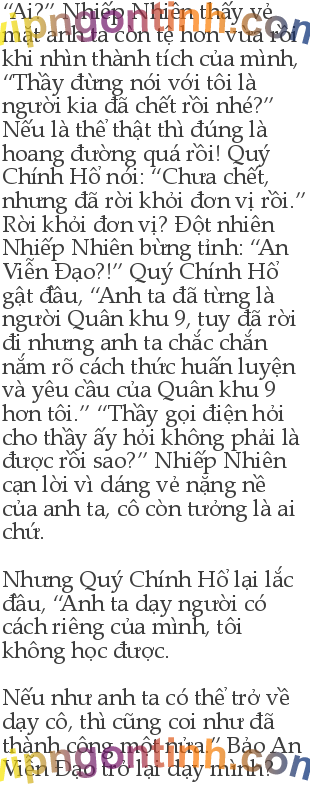 “Ai?” Nhiếp Nhiên thấy vẻ
mặt anh ta còn tệ hơn vừa rồi
khi nhìn thành tích của mình,
“Thầy đừng nói với tôi là
người kia đã chết rồi nhé?”
Nếu là thể thật thì đúng là
hoang đường quá rồi! Quý
Chính Hổ nói: “Chưa chết,
nhưng đã rời khỏi đơn vị rồi.”
Rời khỏi đơn vị? Đột nhiên
Nhiếp Nhiên bừng tỉnh: “An
Viễn Đạo?!” Quý Chính Hổ
gật đầu, “Anh ta đã từng là
người Quân khu 9, tuy đã rời
đi nhưng anh ta chắc chắn
nắm rõ cách thức huấn luyện
và yêu cầu của Quân khu 9
hơn tôi.” “Thầy gọi điện hỏi
cho thầy ấy hỏi không phải là
được rồi sao?” Nhiếp Nhiên
cạn lời vì dáng vẻ nặng nề
của anh ta, cô còn tưởng là ai
chứ.
Nhưng Quý Chính Hổ lại lắc
đầu, “Anh ta dạy người có
cách riêng của mình, tôi
không học được.
Nếu như anh ta có thể trở về
dạy cô, thì cũng coi như đã
thành công một nửa.” Bảo An
Viễn Đạo trở lại dạy mình?